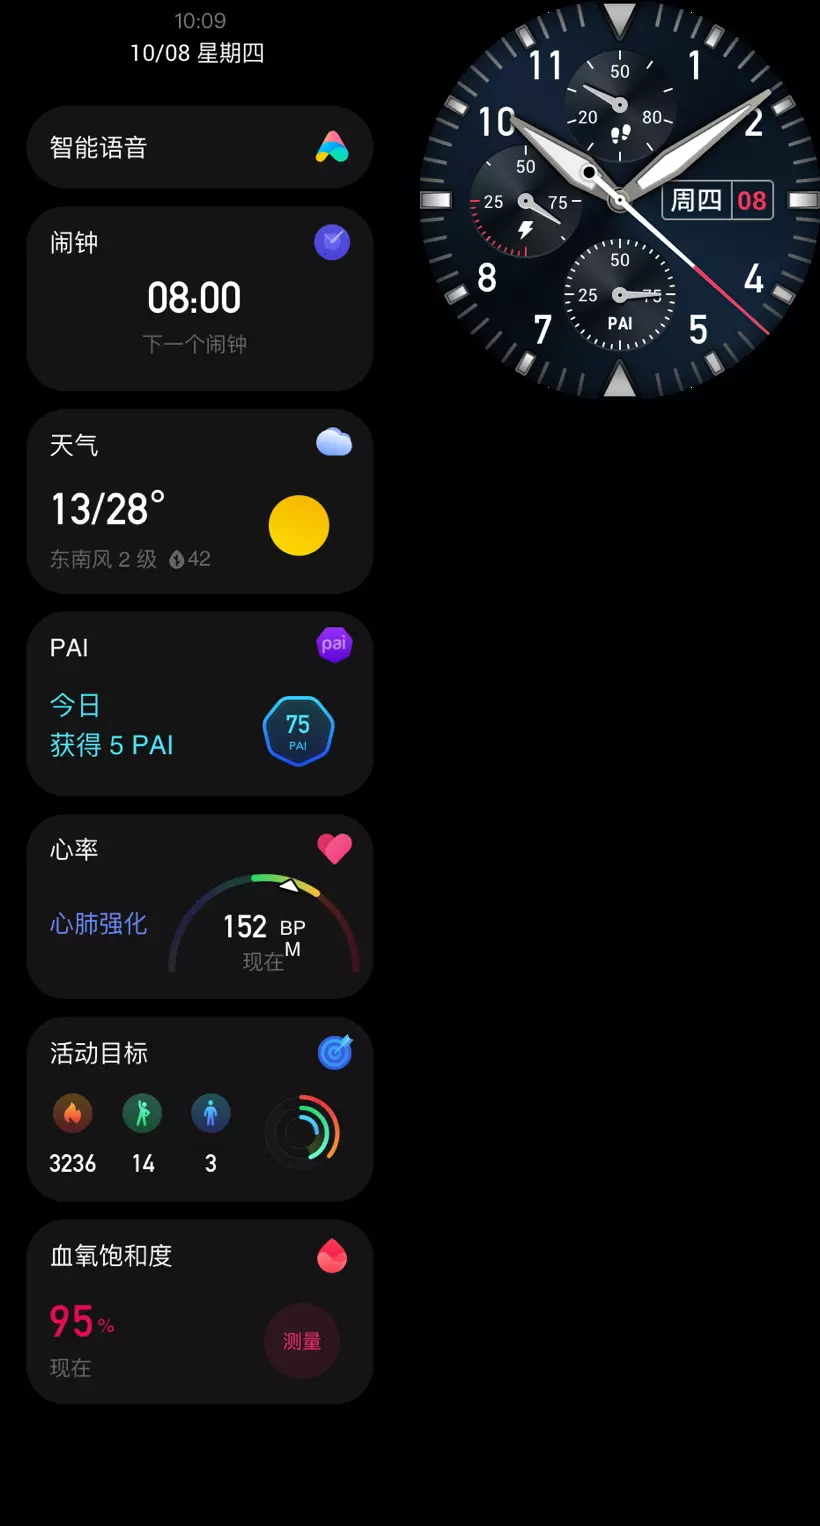 10:09
10/08 星期四
智能语音
闹钟
08:00
下一个闹钟
天气
13/28°
东南风 2 级 42
PAI
pai
今日
获得 5 PAI
75
PAI
心率
心肺强化
152 BP
M
现在
活动目标
3236 14 3
血氧饱和度
95 %
现在
测量
11
1
50
10
20
80
2
50
25
75
周四 08
8
50
4
25
75
7
PAI
5